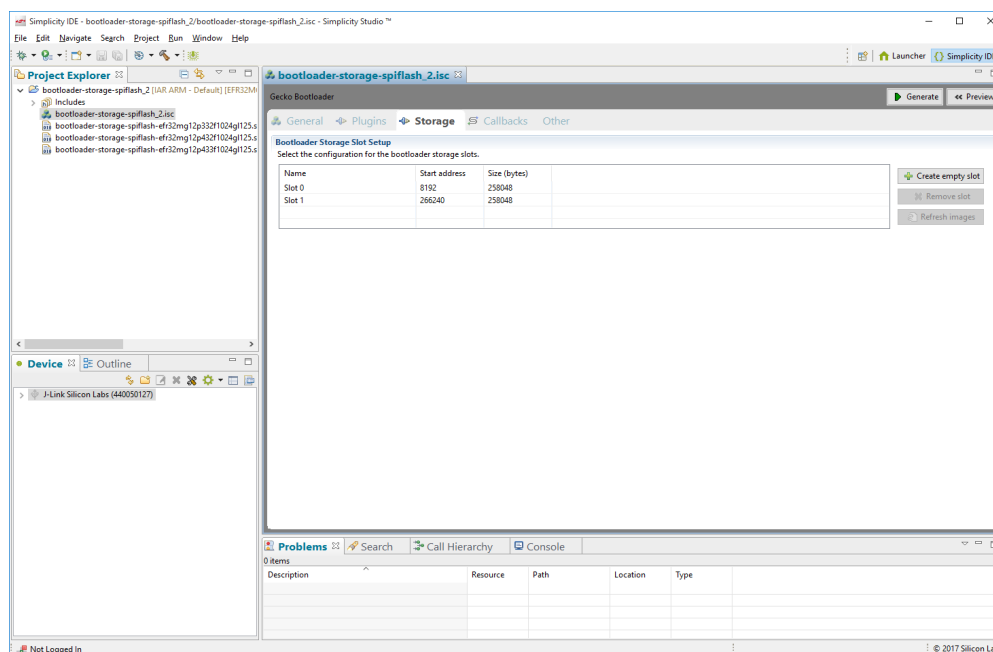 Simplicity IDE - bootloader-storage-spiflash_2/bootloader-storage-spiflash_2.isc - Simplicity Studio ™
File Edit Navigate Search Project Run Window Help
Launcher Simplicity ID
Project Explorer
bootloader-storage-spiflash_2 [IAR ARM - Default] [EFR32M
Includes
bootloader-storage-spiflash_2.isc
bootloader-storage-spiflash-efr32mg12p332f1024gl125.s
bootloader-storage-spiflash-efr32mg12p432f1024gl125.s
bootloader-storage-spiflash-efr32mg12p433f1024gl125.s
bootloader-storage-spiflash_2.isc
Gecko Bootloader
Generate Preview
General Plugins Storage Callbacks Other
Bootloader Storage Slot Setup
Select the configuration for the bootloader storage slots.
Name Start address Size (bytes)
Slot 0 8192 258048
Slot 1 266240 258048
Create empty slot
Remove slot
Refresh images
Device Outline
J-Link Silicon Labs (440050127)
Problems Search Call Hierarchy Console
0 items
Description Resource Path Location Type
Not Logged In
© 2017 Silicon La